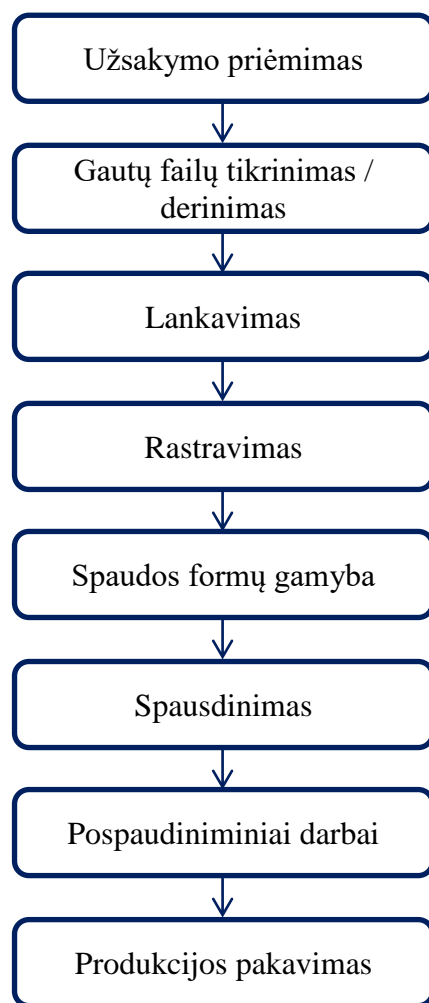 Užsakymo priėmimas
Gautų failų tikrinimas /
derinimas
Lankavimas
Rastravimas
Spaudos formų gamyba
Spausdinimas
Pospaudiniminiai darbai
Produkcijos pakavimas